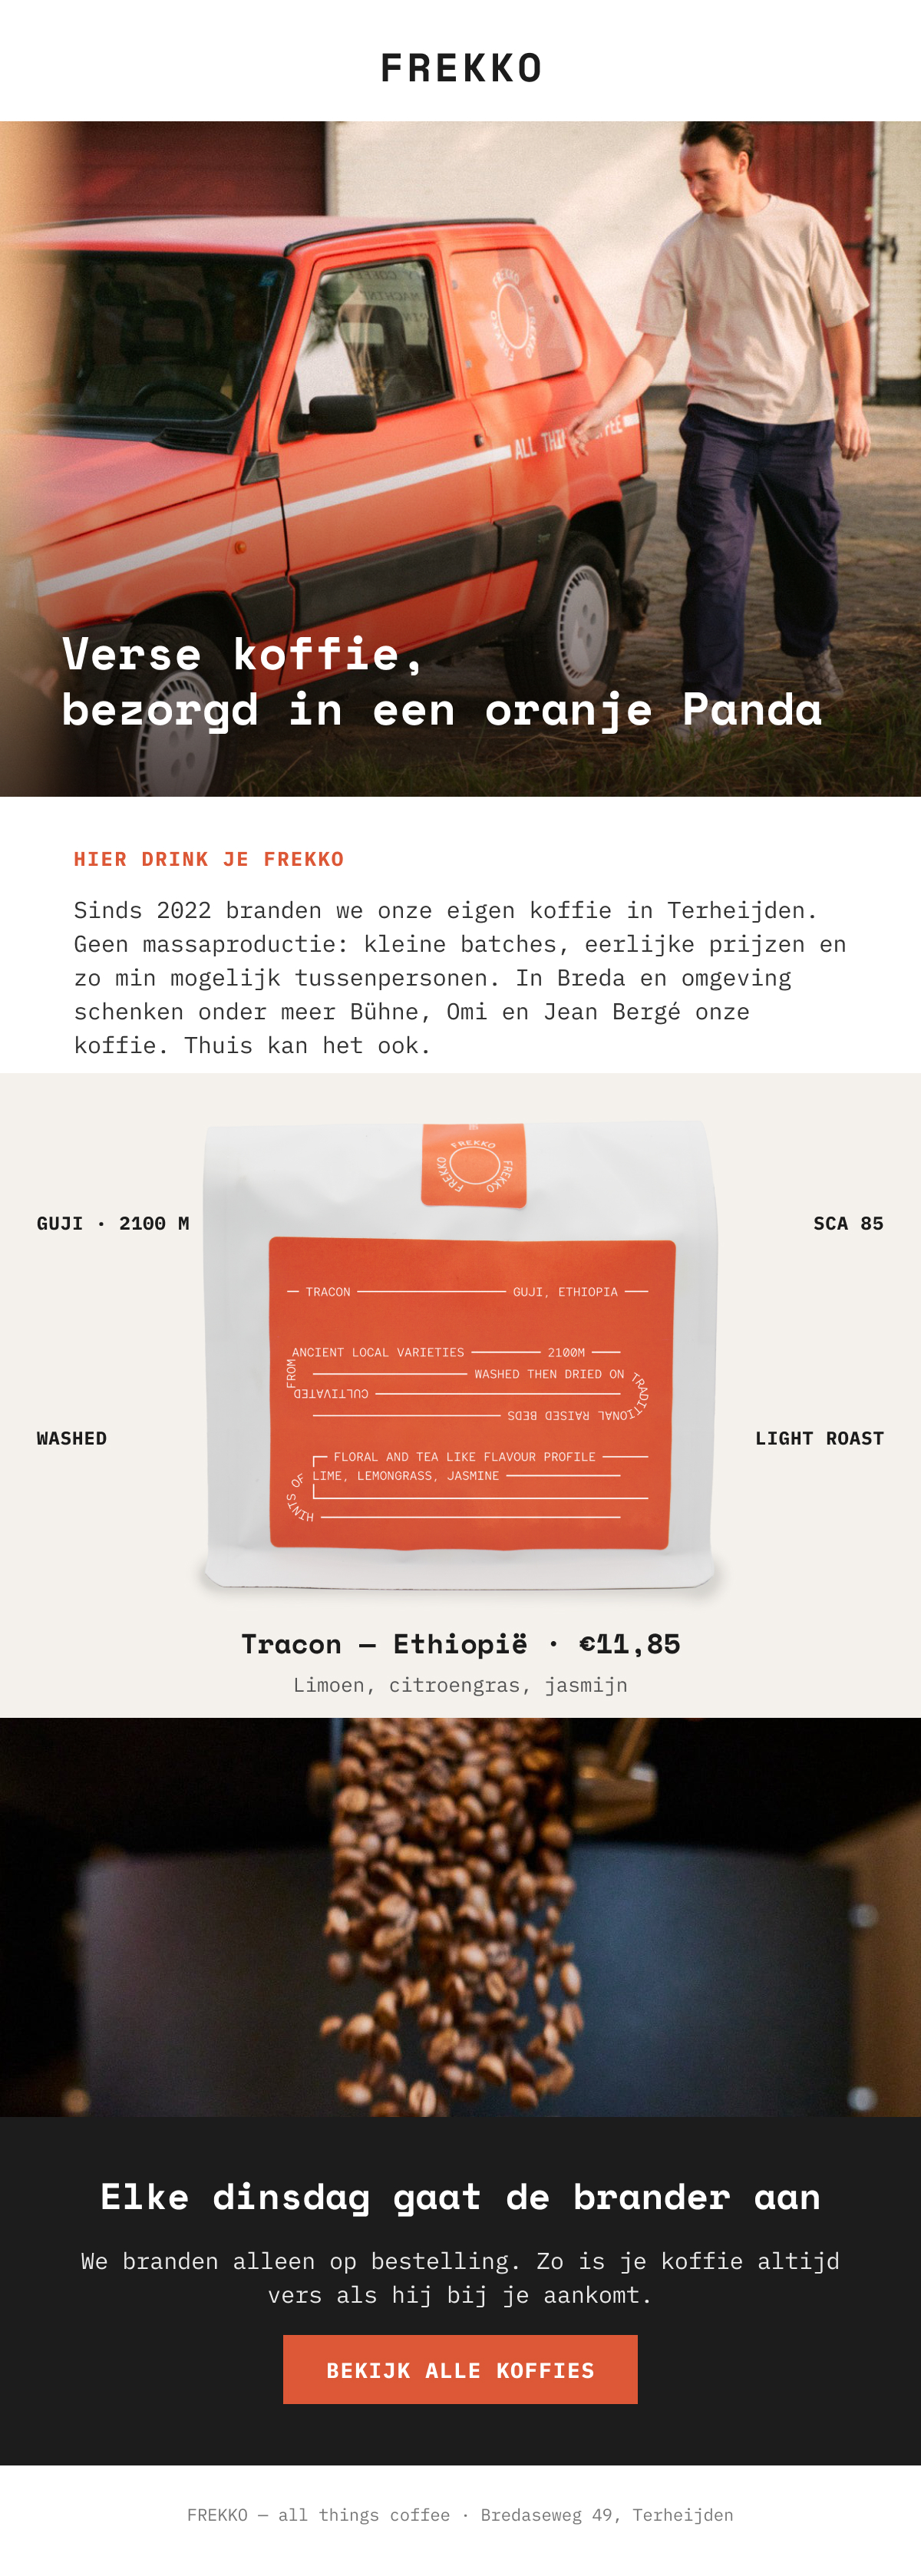 FREKKO
FREKKO
FREKKO
ALL THIN
Verse koffie,
bezorgd in een oranje Panda
HIER DRINK JE FREKKO
Sinds 2022 branden we onze eigen koffie in Terheijden.
Geen massaproductie: kleine batches, eerlijke prijzen en
zo min mogelijk tussenpersonen. In Breda en omgeving
schenken onder meer Bühne, Omi en Jean Bergé onze
koffie. Thuis kan het ook.
FREKKO FREKKO FREKKO
GUJI · 2100 M
SCA 85
TRACON GUJI, ETHIOPIA
ANCIENT LOCAL VARIETIES 2100M
FROM WASHED THEN DRIED ON TRADITIONAL RAISED BEDS
CULTIVATED
WASHED
LIGHT ROAST
FLORAL AND TEA LIKE FLAVOUR PROFILE
LIME, LEMONGRASS, JASMINE
HINTS OF
Tracon — Ethiopië · €11,85
Limoen, citroengras, jasmijn
Elke dinsdag gaat de brander aan
We branden alleen op bestelling. Zo is je koffie altijd
vers als hij bij je aankomt.
BEKIJK ALLE KOFFIES
FREKKO — all things coffee · Bredaseweg 49, Terheijden